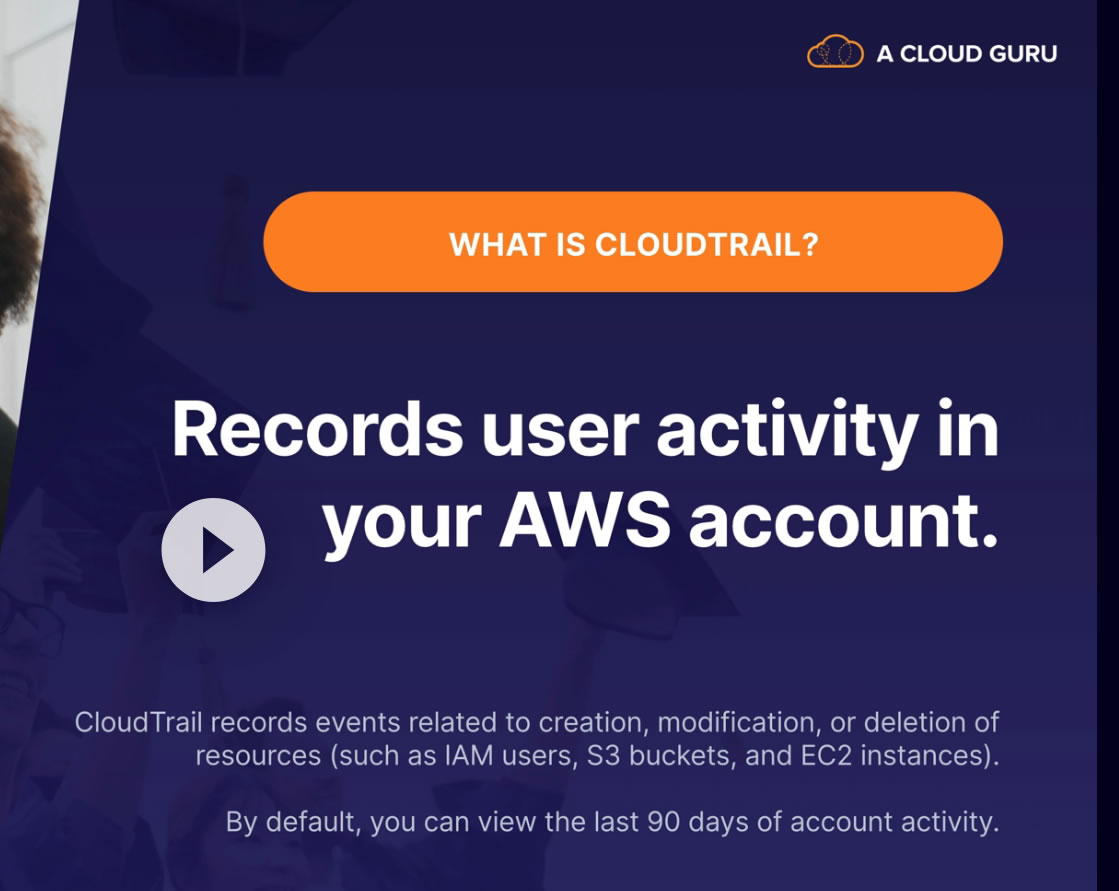 A CLOUD GURU
WHAT IS CLOUDTRAIL?
Records user activity in
your AWS account.
CloudTrail records events related to creation, modification, or deletion of
resources (such as IAM users, S3 buckets, and EC2 instances).
By default, you can view the last 90 days of account activity.